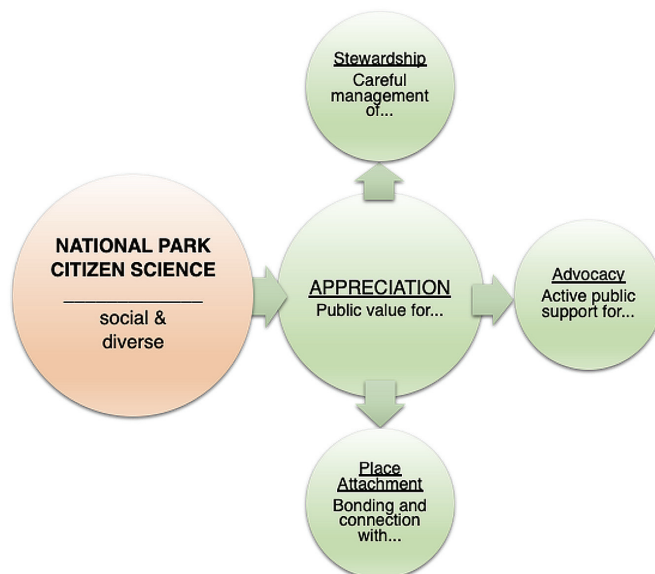 Stewardship
Careful
management
of...
NATIONAL PARK
CITIZEN SCIENCE
social &
diverse
APPRECIATION
Public value for...
Advocacy
Active public
support for...
Place
Attachment
Bonding and
connection
with...